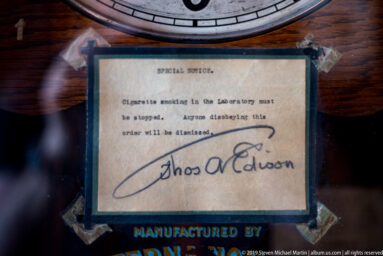 1
SPECIAL NOTICE.
Cigarette smoking in the Laboratory must
be stopped. Anyone disobeying this
order will be dismissed.
Thos A Edison
MANUFACTURED BY
© 2019 Steven Michael Martin | album.us.com | all rights reserved